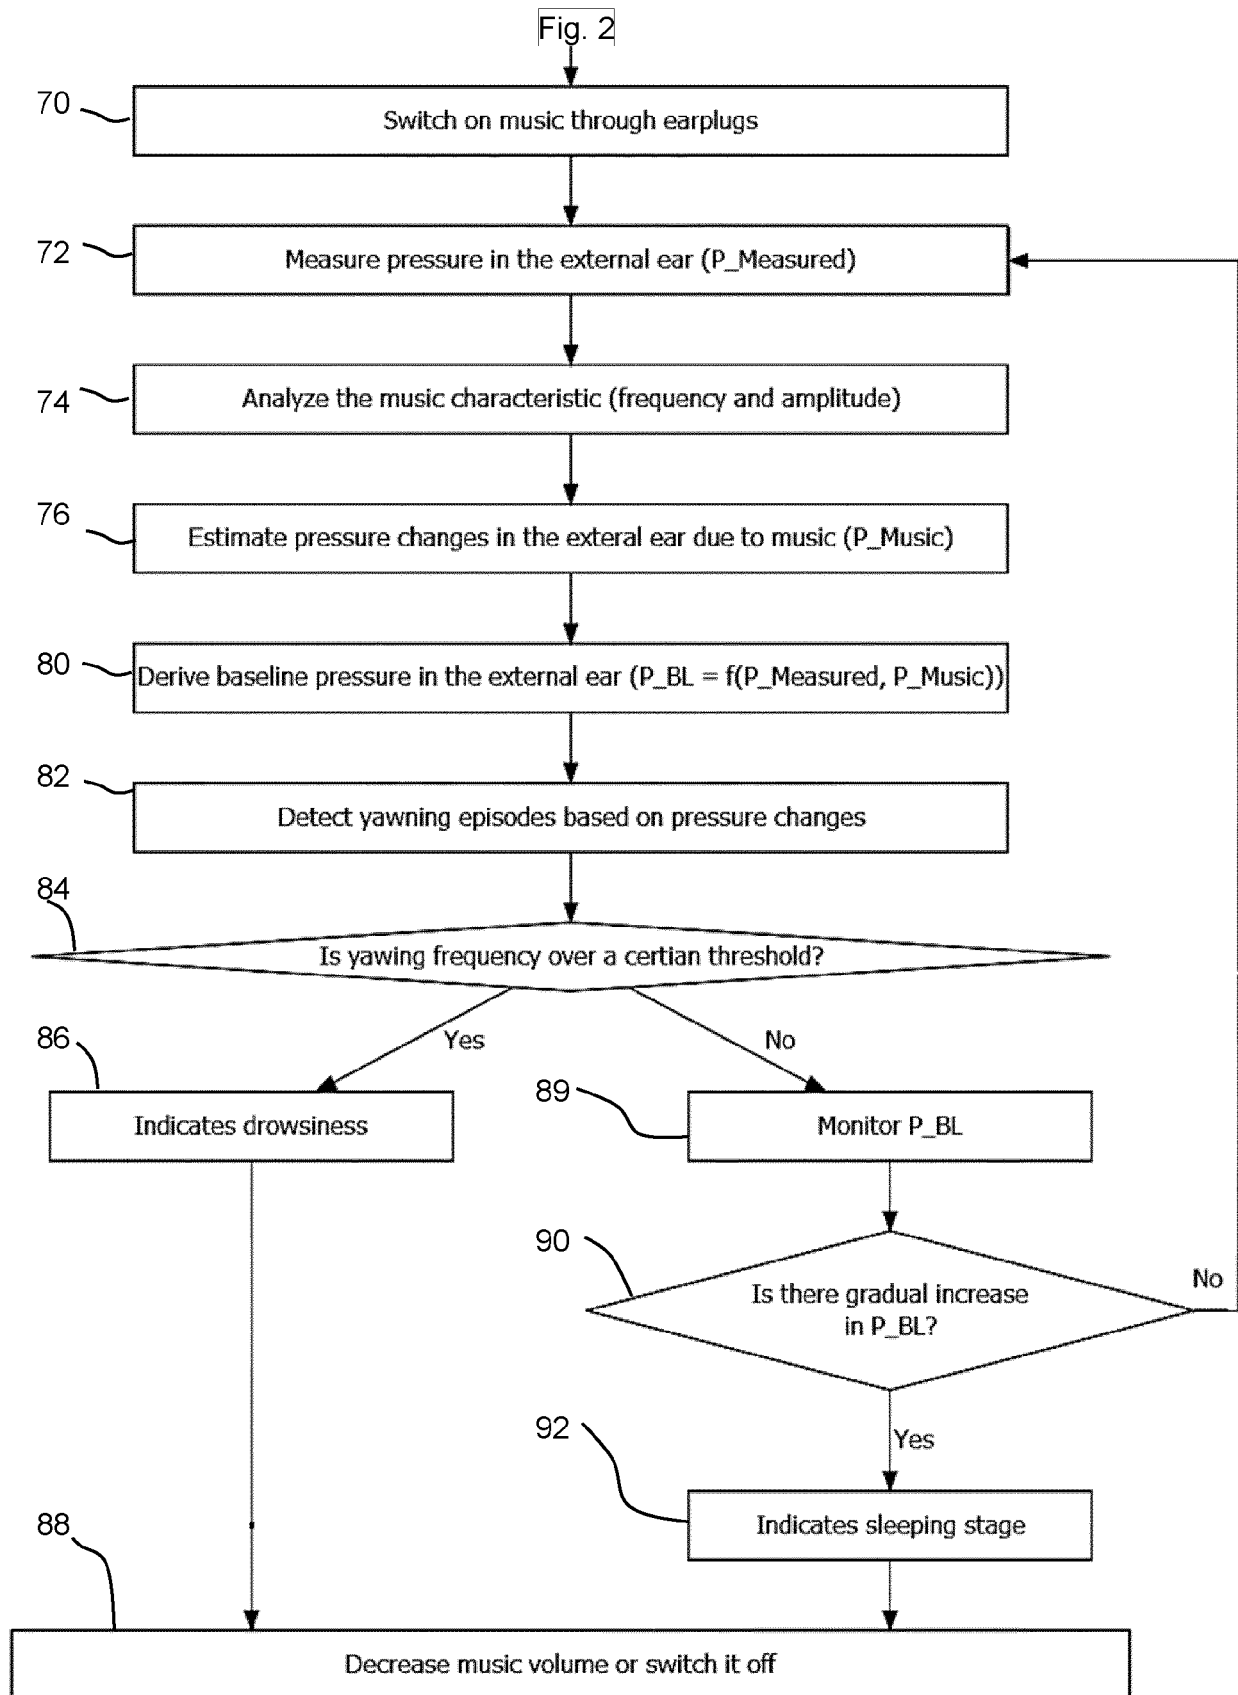 Fig. 2
70
Switch on music through earplugs
72
Measure pressure in the external ear (P_Measured)
74
Analyze the music characteristic (frequency and amplitude)
76
Estimate pressure changes in the exteral ear due to music (P_Music)
80
Derive baseline pressure in the external ear (P_BL = f(P_Measured, P_Music))
82
Detect yawning episodes based on pressure changes
84
Is yawing frequency over a certian threshold?
Yes
No
86
Indicates drowsiness
89
Monitor P_BL
90
Is there gradual increase
in P_BL?
No
Yes
92
Indicates sleeping stage
88
Decrease music volume or switch it off